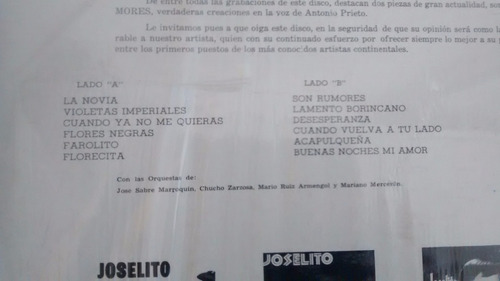 De entre todas las grabaciones de este disco, destacan dos piezas de gran actualidad, son
MORES, verdaderas creaciones en la voz de Antonio Prieto.
Le invitamos pues a que oiga este disco, en la seguridad de que su opinión será como la
rable a nuestro artista, quien con su continuado esfuerzo por ofrecer siempre lo mejor a su
entre los primeros puestos de los más conocidos artistas continentales.
LADO "A"
LA NOVIA
VIOLETAS IMPERIALES
CUANDO YA NO ME QUIERAS
FLORES NEGRAS
FAROLITO
FLORECITA
LADO "B"
SON RUMORES
LAMENTO BORINCANO
DESESPERANZA
CUANDO VUELVA A TU LADO
ACAPULQUEÑA
BUENAS NOCHES MI AMOR
Con las Orquestas de:
José Sabre Marroquin, Chucho Zarzosa, Mario Ruiz Armengol y Mariano Mercerón.
JOSELITO
JOSELITO